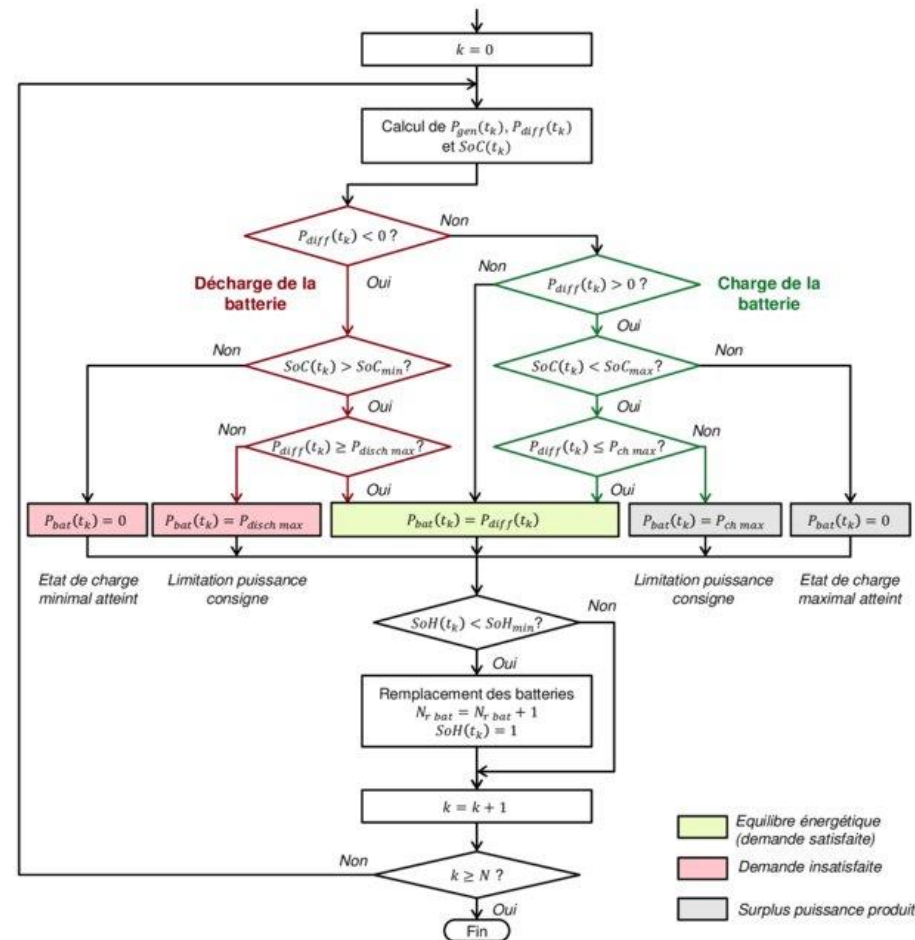 k = 0
Calcul de P_gen(t_k), P_diff(t_k)
et SoC(t_k)
P_diff(t_k) < 0 ?
Non
Oui
Décharge de la
batterie
Non
P_diff(t_k) > 0 ?
Charge de la
batterie
Oui
Non
SoC(t_k) > SoC_min?
SoC(t_k) < SoC_max?
Non
Oui
Oui
Non
P_diff(t_k) ≥ P_disch max?
P_diff(t_k) ≤ P_ch max?
Non
Oui
Oui
P_bat(t_k) = 0
P_bat(t_k) = P_disch max
P_bat(t_k) = P_diff(t_k)
P_bat(t_k) = P_ch max
P_bat(t_k) = 0
Etat de charge
minimal atteint
Limitation puissance
consigne
Limitation puissance
consigne
Etat de charge
maximal atteint
SoH(t_k) < SoH_min?
Non
Oui
Remplacement des batteries
N_r bat = N_r bat + 1
SoH(t_k) = 1
k = k + 1
Non
k ≥ N ?
Oui
Fin
Equilibre énergétique
(demande satisfaite)
Demande insatisfaite
Surplus puissance produit